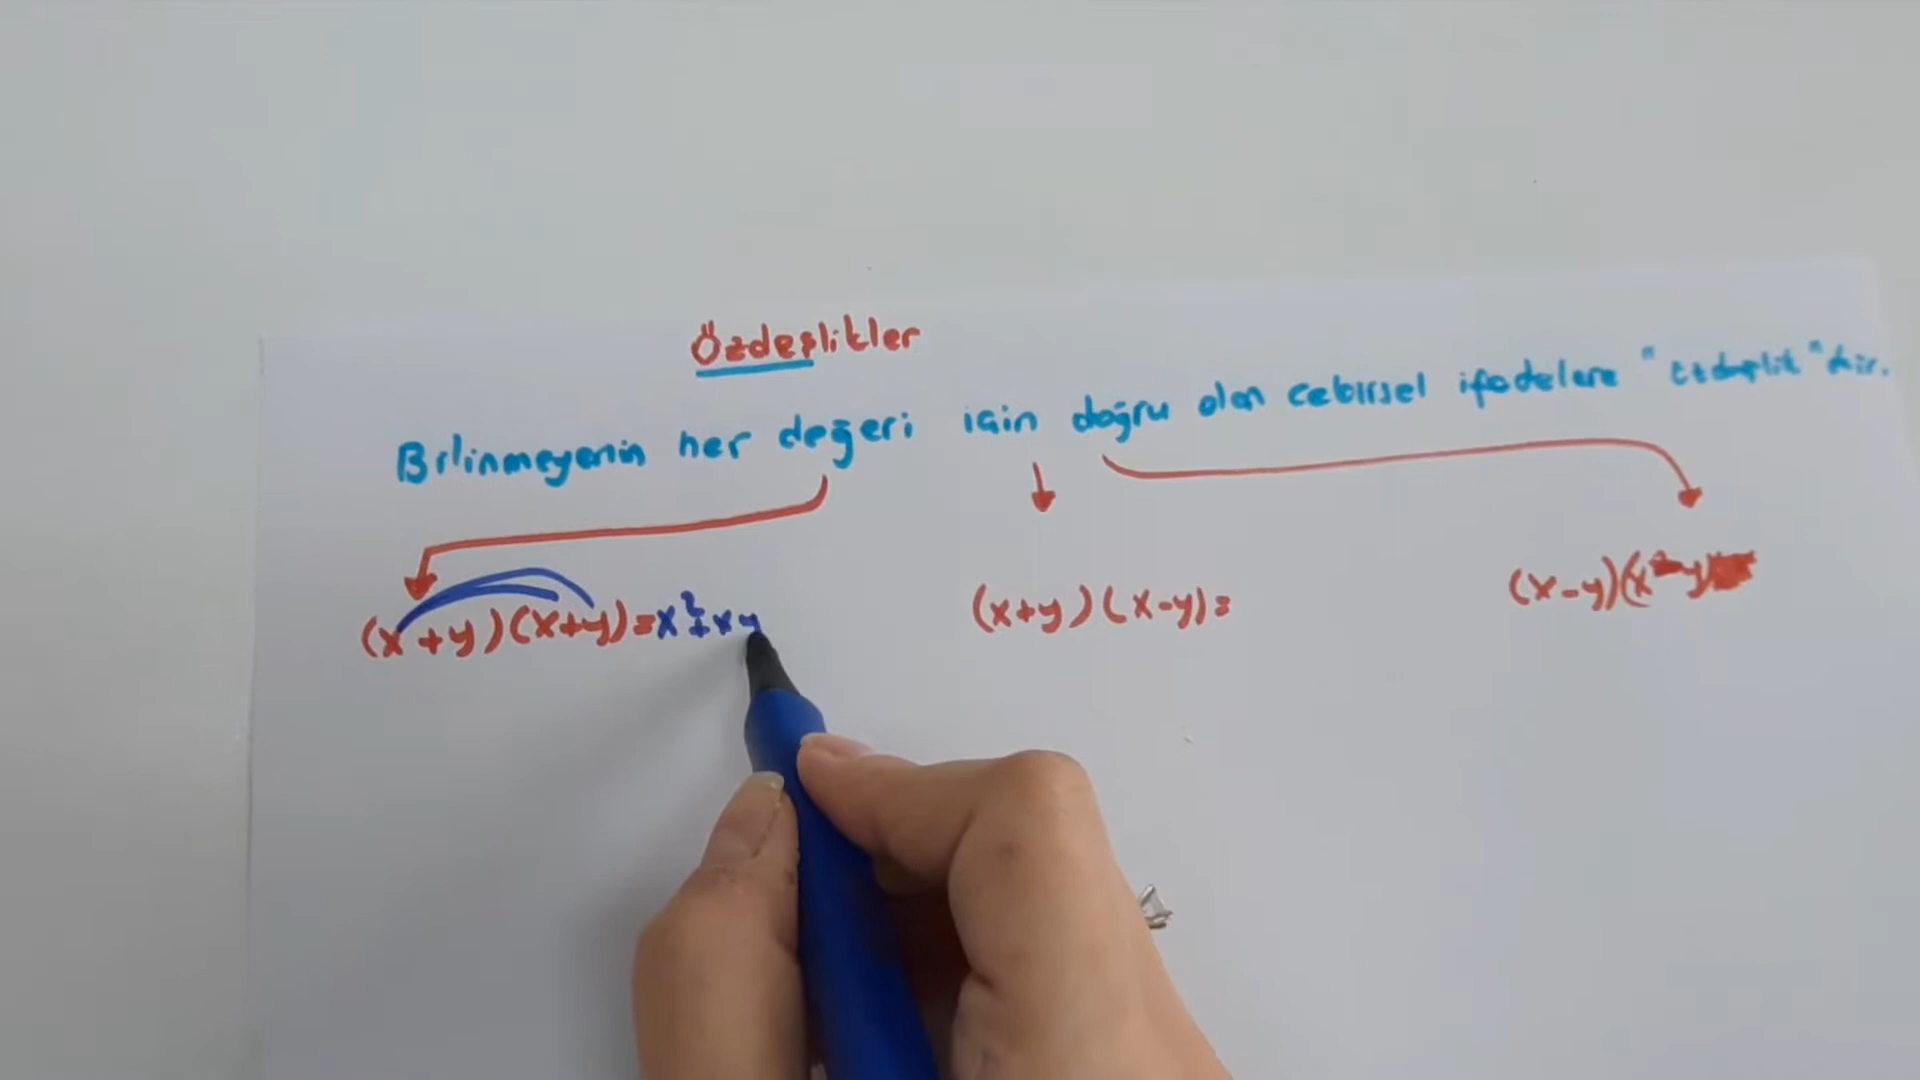 Özdeşlikler
Bilinmeyenin her değeri için doğru olan cebirsel ifadelere "özdeşlik" dir.
(x+y)(x+y)=x²+xy
(x+y)(x-y)=
(x-y)(x-y)